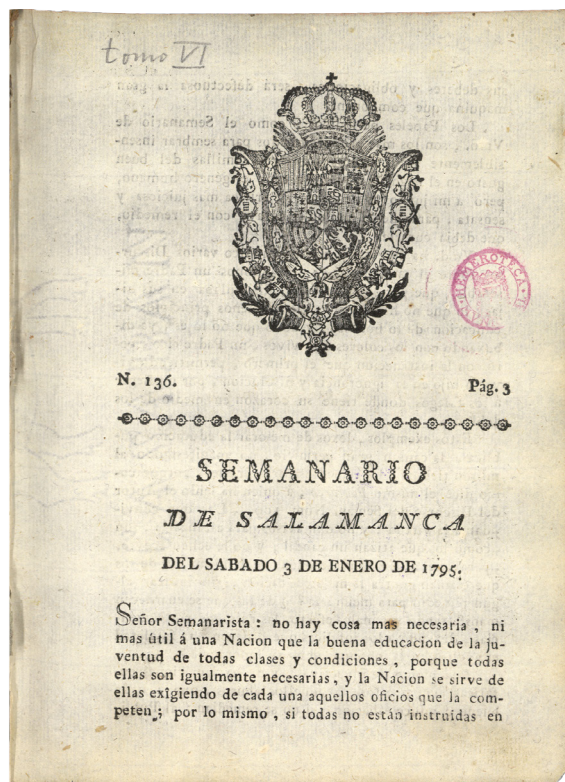 tomo VI
HEMEROTECA
N. 136.
Pág. 3
SEMANARIO
DE SALAMANCA
DEL SABADO 3 DE ENERO DE 1795.
Señor Semanarista : no hay cosa mas necesaria , ni
mas útil á una Nacion que la buena educacion de la ju-
ventud de todas clases y condiciones , porque todas
ellas son igualmente necesarias , y la Nacion se sirve de
ellas exigiendo de cada una aquellos oficios que la com-
peten ; por lo mismo , si todas no están instruidas en